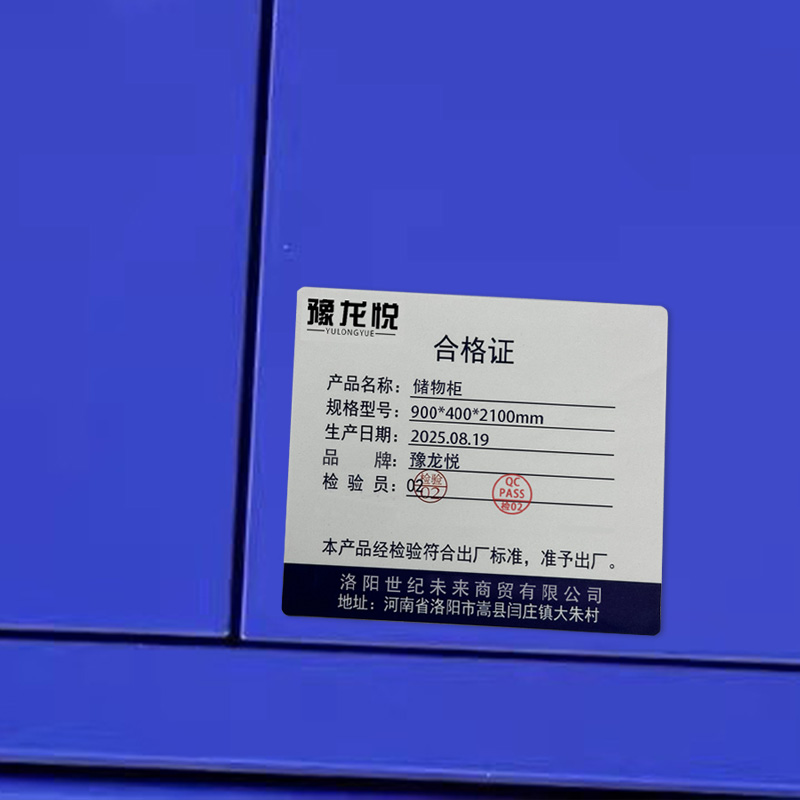 豫龙悦
YULONGYUE
合格证
产品名称：储物柜
规格型号：900*400*2100mm
生产日期：2025.08.19
品 牌：豫龙悦
检 验 员：02
检验
02
QC
PASS
检02
本产品经检验符合出厂标准，准予出厂。
洛阳世纪未来商贸有限公司
地址：河南省洛阳市嵩县闫庄镇大朱村